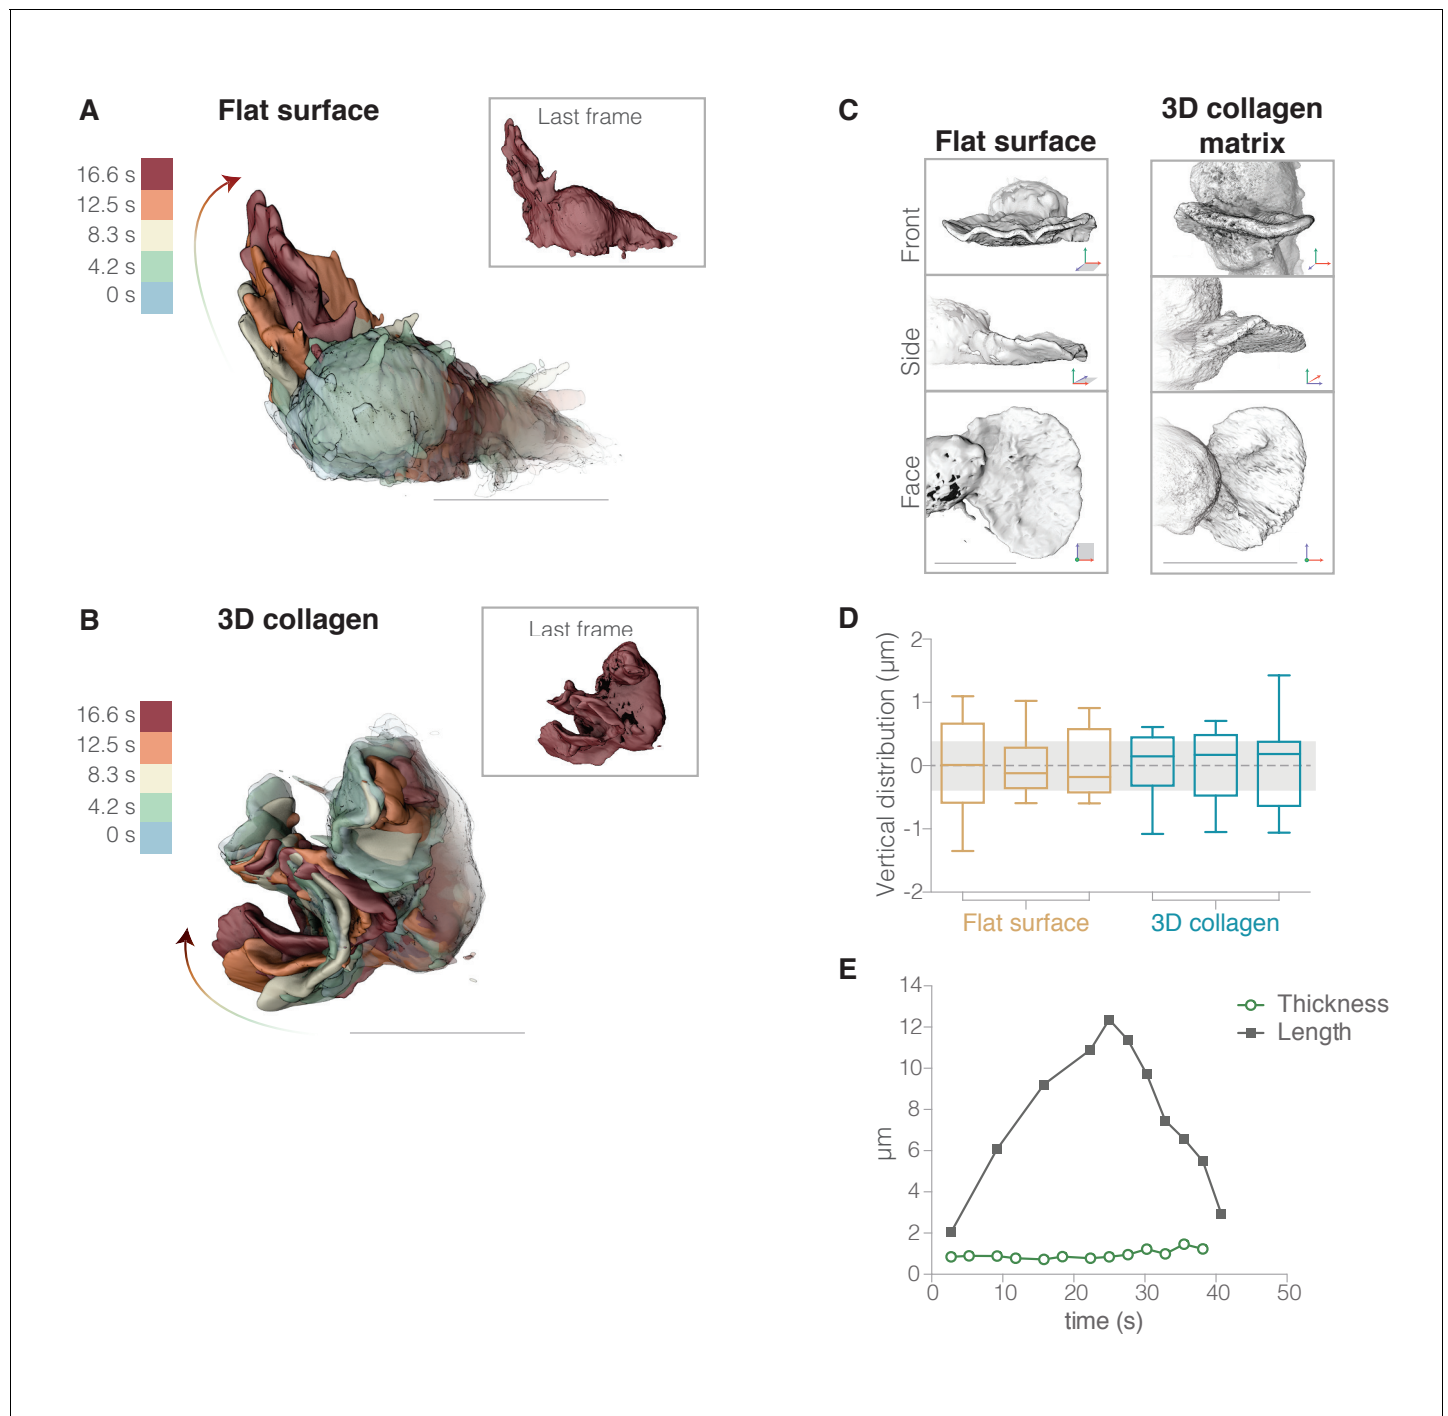 A
Flat surface
Last frame
16.6 s
12.5 s
8.3 s
4.2 s
0 s
B
3D collagen
Last frame
16.6 s
12.5 s
8.3 s
4.2 s
0 s
C
Flat surface
3D collagen
matrix
Front
Side
Face
D
Vertical distribution (µm)
2
1
0
-1
-2
Flat surface
3D collagen
E
µm
14
12
10
8
6
4
2
0
0 10 20 30 40 50
time (s)
Thickness
Length